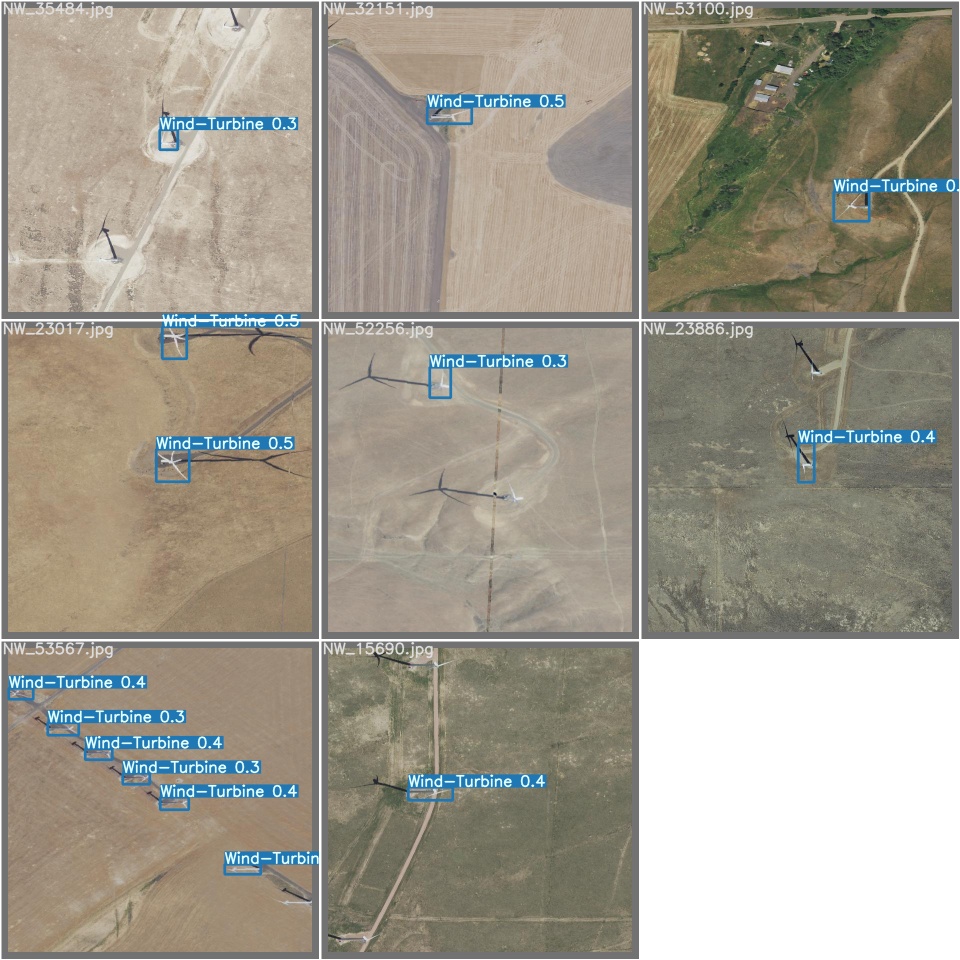 NW_35484.jpg
NW_32151.jpg
NW_53100.jpg
Wind-Turbine 0.3
Wind-Turbine 0.5
Wind-Turbine 0.
NW_23017.jpg
NW_52256.jpg
NW_23886.jpg
Wind-Turbine 0.5
Wind-Turbine 0.5
Wind-Turbine 0.3
Wind-Turbine 0.4
NW_53567.jpg
NW_15690.jpg
Wind-Turbine 0.4
Wind-Turbine 0.3
Wind-Turbine 0.4
Wind-Turbine 0.3
Wind-Turbine 0.4
Wind-Turbin
Wind-Turbine 0.4